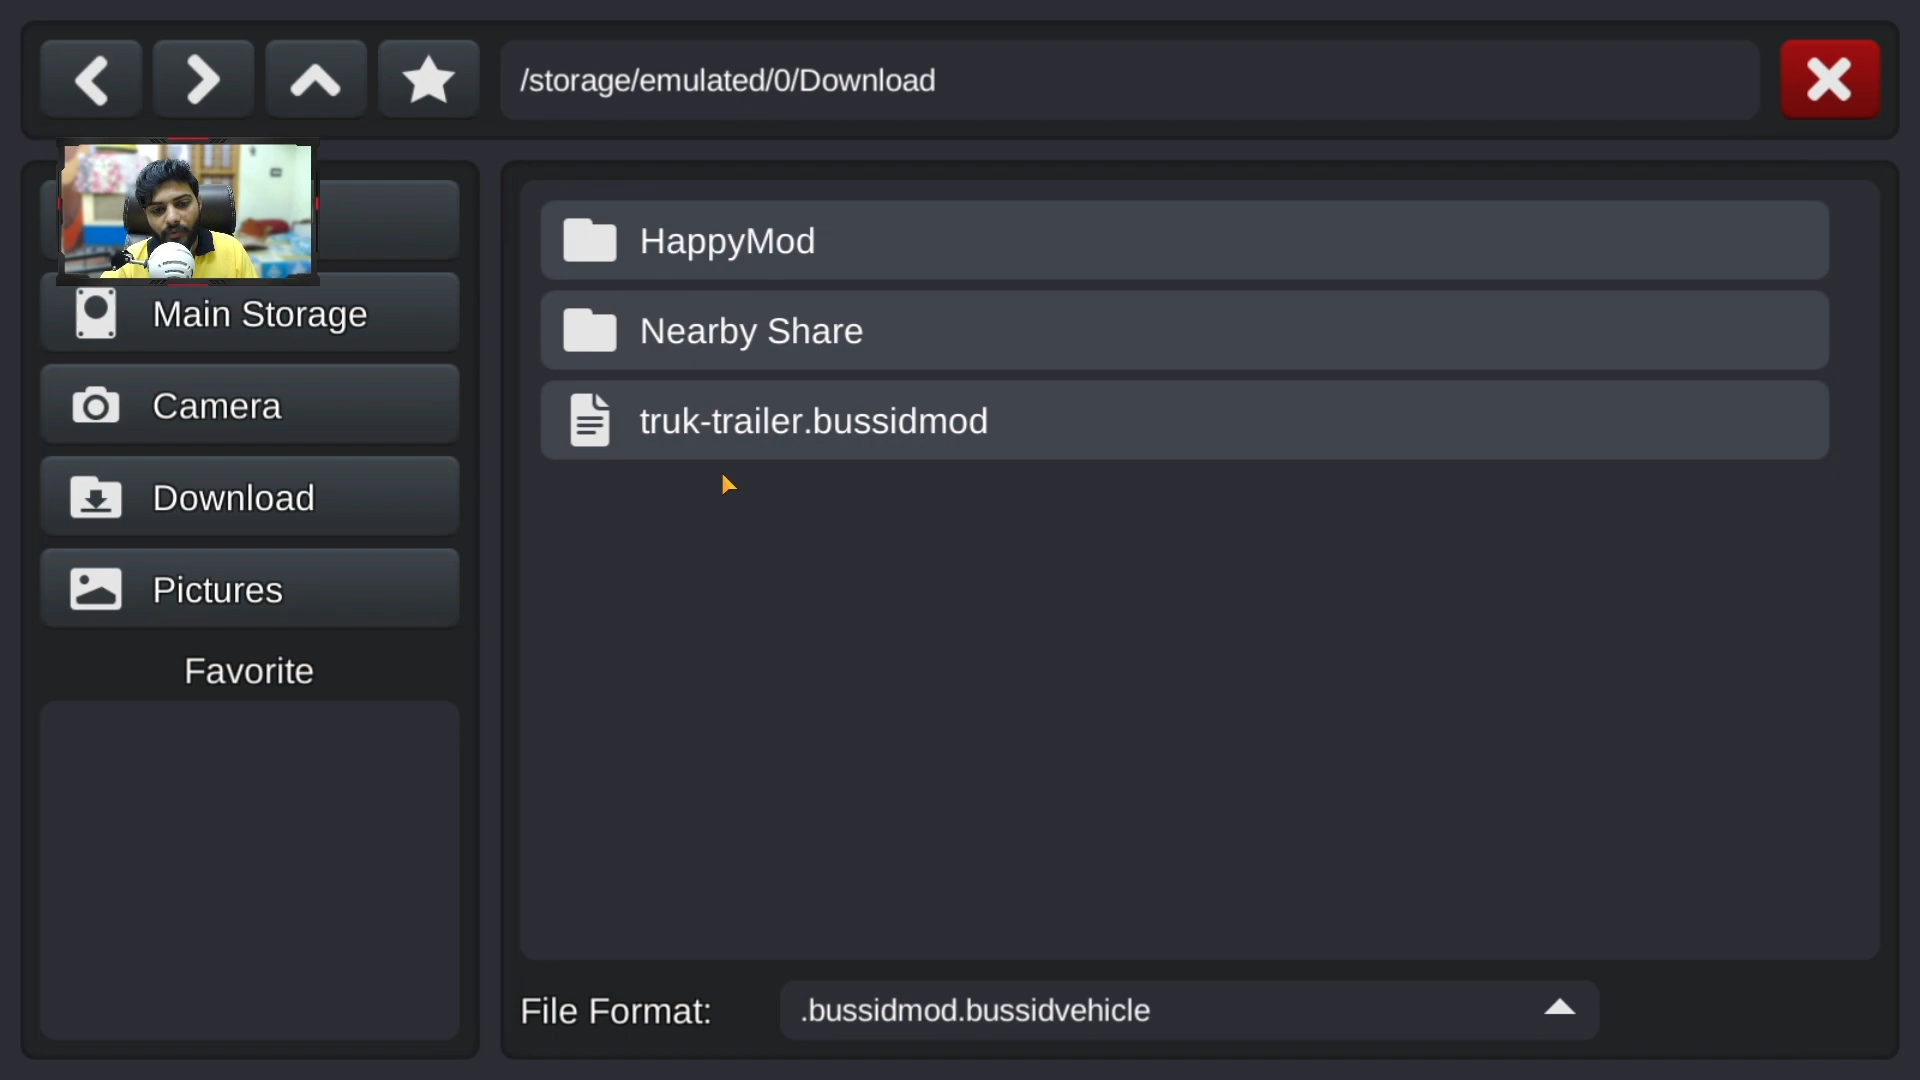 /storage/emulated/0/Download
Main Storage
Camera
Download
Pictures
Favorite
HappyMod
Nearby Share
truk-trailer.bussidmod
File Format:
.bussidmod.bussidvehicle